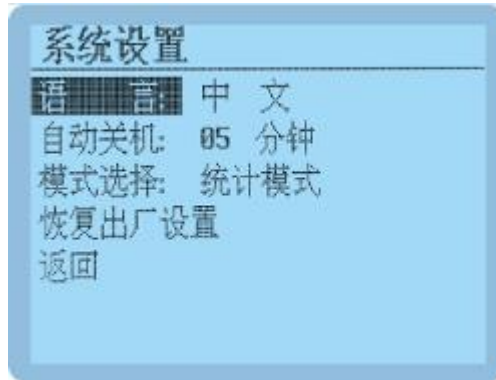 系统设置
语　言: 中 文
自动关机: 05 分钟
模式选择: 统计模式
恢复出厂设置
返回